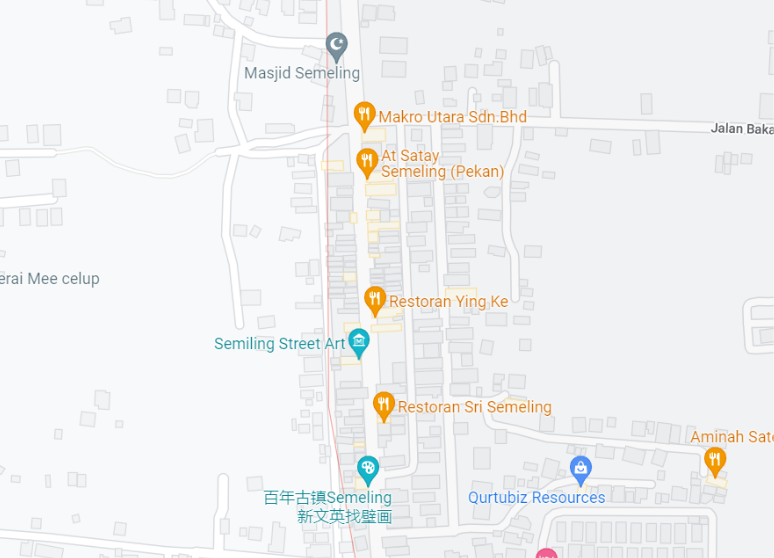 Masjid Semeling
Makro Utara Sdn.Bhd
Jalan Baka
At Satay
Semeling (Pekan)
erai Mee celup
Restoran Ying Ke
Semiling Street Art
Restoran Sri Semeling
Aminah Sate
百年古镇Semeling
新文英找壁画
Qurtubiz Resources